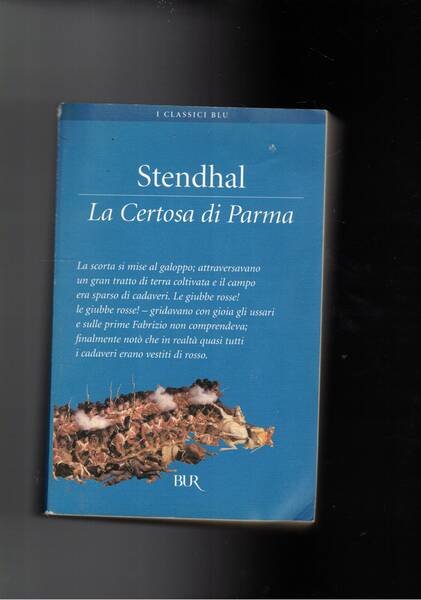 I CLASSICI BLU
Stendhal
La Certosa di Parma
La scorta si mise al galoppo; attraversavano
un gran tratto di terra coltivata e il campo
era sparso di cadaveri. Le giubbe rosse!
le giubbe rosse! – gridavano con gioia gli ussari
e sulle prime Fabrizio non comprendeva;
finalmente notò che in realtà quasi tutti
i cadaveri erano vestiti di rosso.
BUR